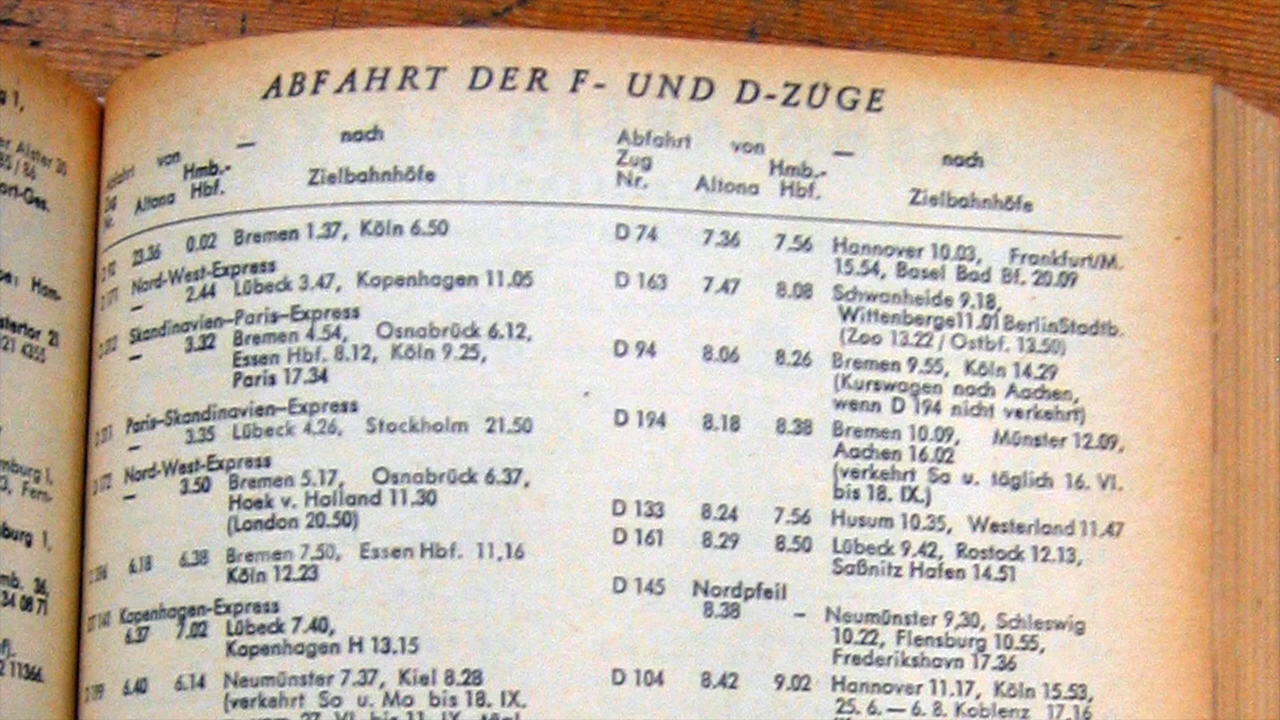 ABFAHRT DER F- UND D-ZÜGE
Abfahrt von — nach
Zug Hmb.-
Nr. Altona Hbf. Zielbahnhöfe
23.36 0.02 Bremen 1.37, Köln 6.50
Nord-West-Express
— 2.44 Lübeck 3.47, Kopenhagen 11.05
Skandinavien–Paris–Express
— 3.32 Bremen 4.54, Osnabrück 6.12,
Essen Hbf. 8.12, Köln 9.25,
Paris 17.34
Paris–Skandinavien–Express
— 3.35 Lübeck 4.26, Stockholm 21.50
Nord-West-Express
— 3.50 Bremen 5.17, Osnabrück 6.37,
Hoek v. Holland 11.30
(London 20.50)
6.18 6.38 Bremen 7.50, Essen Hbf. 11,16
Köln 12.23
Kopenhagen-Express
6.37 7.02 Lübeck 7.40,
Kopenhagen H 13.15
6.40 6.14 Neumünster 7.37, Kiel 8.28
(verkehrt So u. Mo bis 18. IX.
Abfahrt von — nach
Zug Hmb.-
Nr. Altona Hbf. Zielbahnhöfe
D 74 7.36 7.56 Hannover 10.03, Frankfurt/M.
15.54, Basel Bad Bf. 20.09
D 163 7.47 8.08 Schwanheide 9.18,
Wittenberge 11.01 Berlin Stadtb.
(Zoo 13.22 / Ostbf. 13.50)
D 94 8.06 8.26 Bremen 9.55, Köln 14.29
(Kurswagen nach Aachen,
wenn D 194 nicht verkehrt)
D 194 8.18 8.38 Bremen 10.09, Münster 12.09,
Aachen 16.02
(verkehrt Sa u. täglich 16. VI.
bis 18. IX.)
D 133 8.24 7.56 Husum 10.35, Westerland 11.47
D 161 8.29 8.50 Lübeck 9.42, Rostock 12.13,
Saßnitz Hafen 14.51
D 145 Nordpfeil
8.38 – Neumünster 9,30, Schleswig
10.22, Flensburg 10.55,
Frederikshavn 17.36
D 104 8.42 9.02 Hannover 11.17, Köln 15.53,
25. 6. — 6. 8. Koblenz 17.16